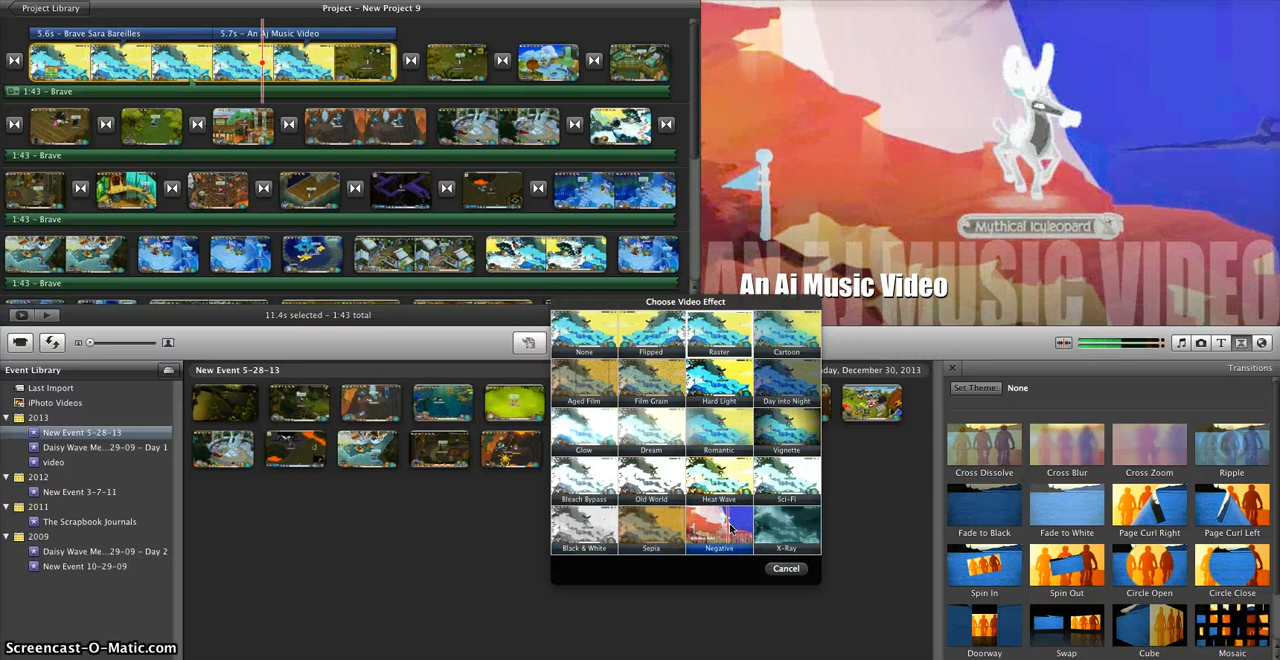 Project Library
Project - New Project 9
5.6s - Brave Sara Bareilles
5.7s - An Aj Music Video
1:43 - Brave
1:43 - Brave
1:43 - Brave
1:43 - Brave
11.4s selected - 1:43 total
Mythical Icyleopard
AN AJ MUSIC VIDEO
An Aj Music Video
Choose Video Effect
None
Flipped
Raster
Cartoon
Aged Film
Film Grain
Hard Light
Day into Night
Glow
Dream
Romantic
Vignette
Bleach Bypass
Old World
Heat Wave
Sci-Fi
Black & White
Sepia
Negative
X-Ray
Cancel
Event Library
Last Import
iPhoto Videos
2013
New Event 5-28-13
Daisy Wave Me...29-09 - Day 1
video
2012
New Event 3-7-11
2011
The Scrapbook Journals
2009
Daisy Wave Me...29-09 - Day 2
New Event 10-29-09
New Event 5-28-13
day, December 30, 2013
Transitions
Set Theme: None
Cross Dissolve
Cross Blur
Cross Zoom
Ripple
Fade to Black
Fade to White
Page Curl Right
Page Curl Left
Spin In
Spin Out
Circle Open
Circle Close
Doorway
Swap
Cube
Mosaic
Screencast-O-Matic.com